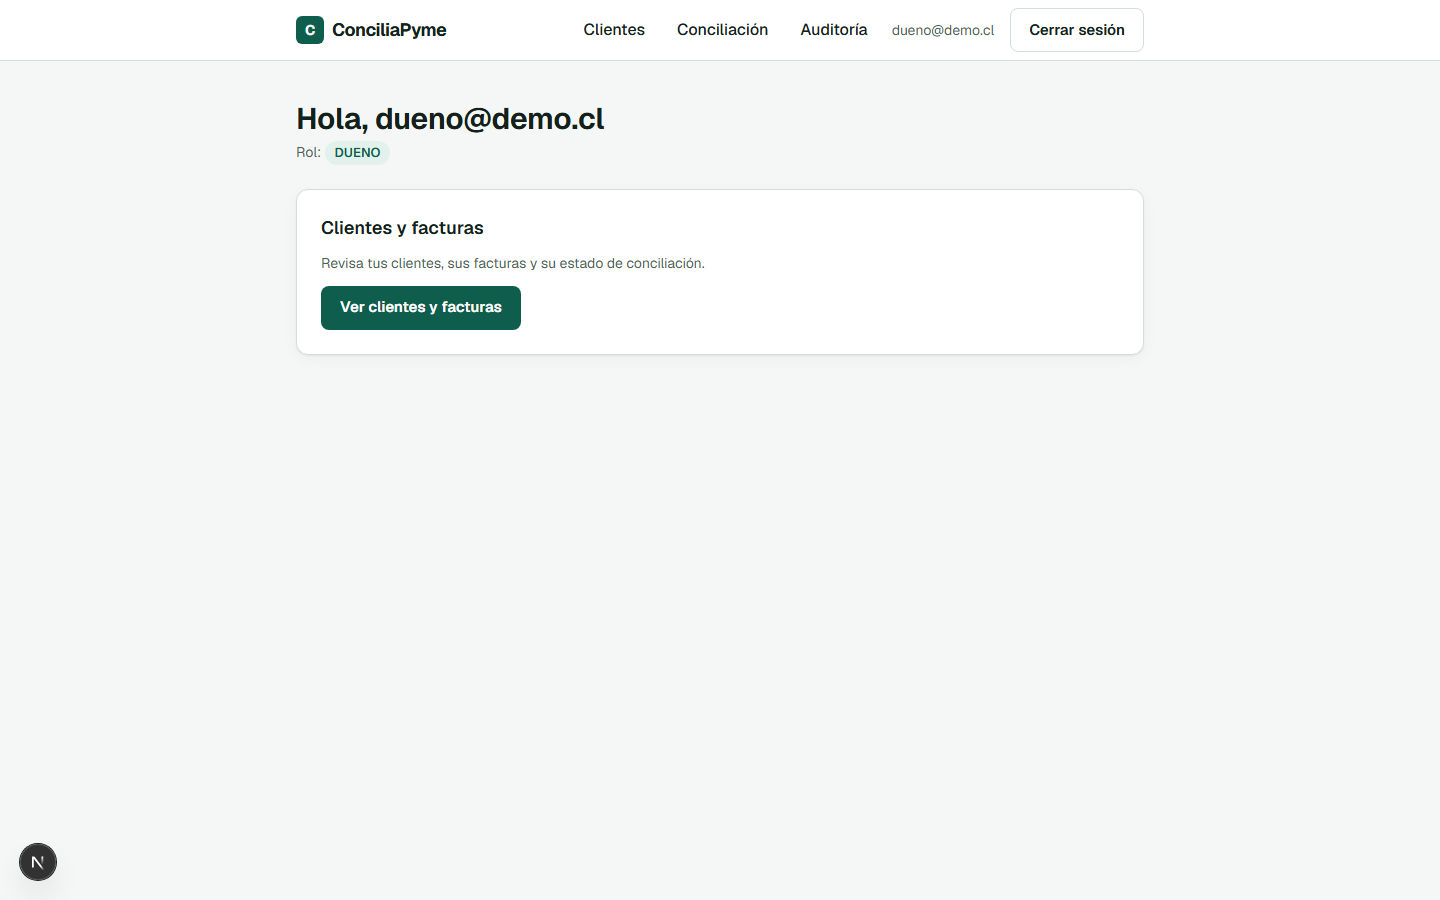 C ConciliaPyme Clientes Conciliación Auditoría dueno@demo.cl Cerrar sesión
Hola, dueno@demo.cl
Rol: DUENO
Clientes y facturas
Revisa tus clientes, sus facturas y su estado de conciliación.
Ver clientes y facturas
N